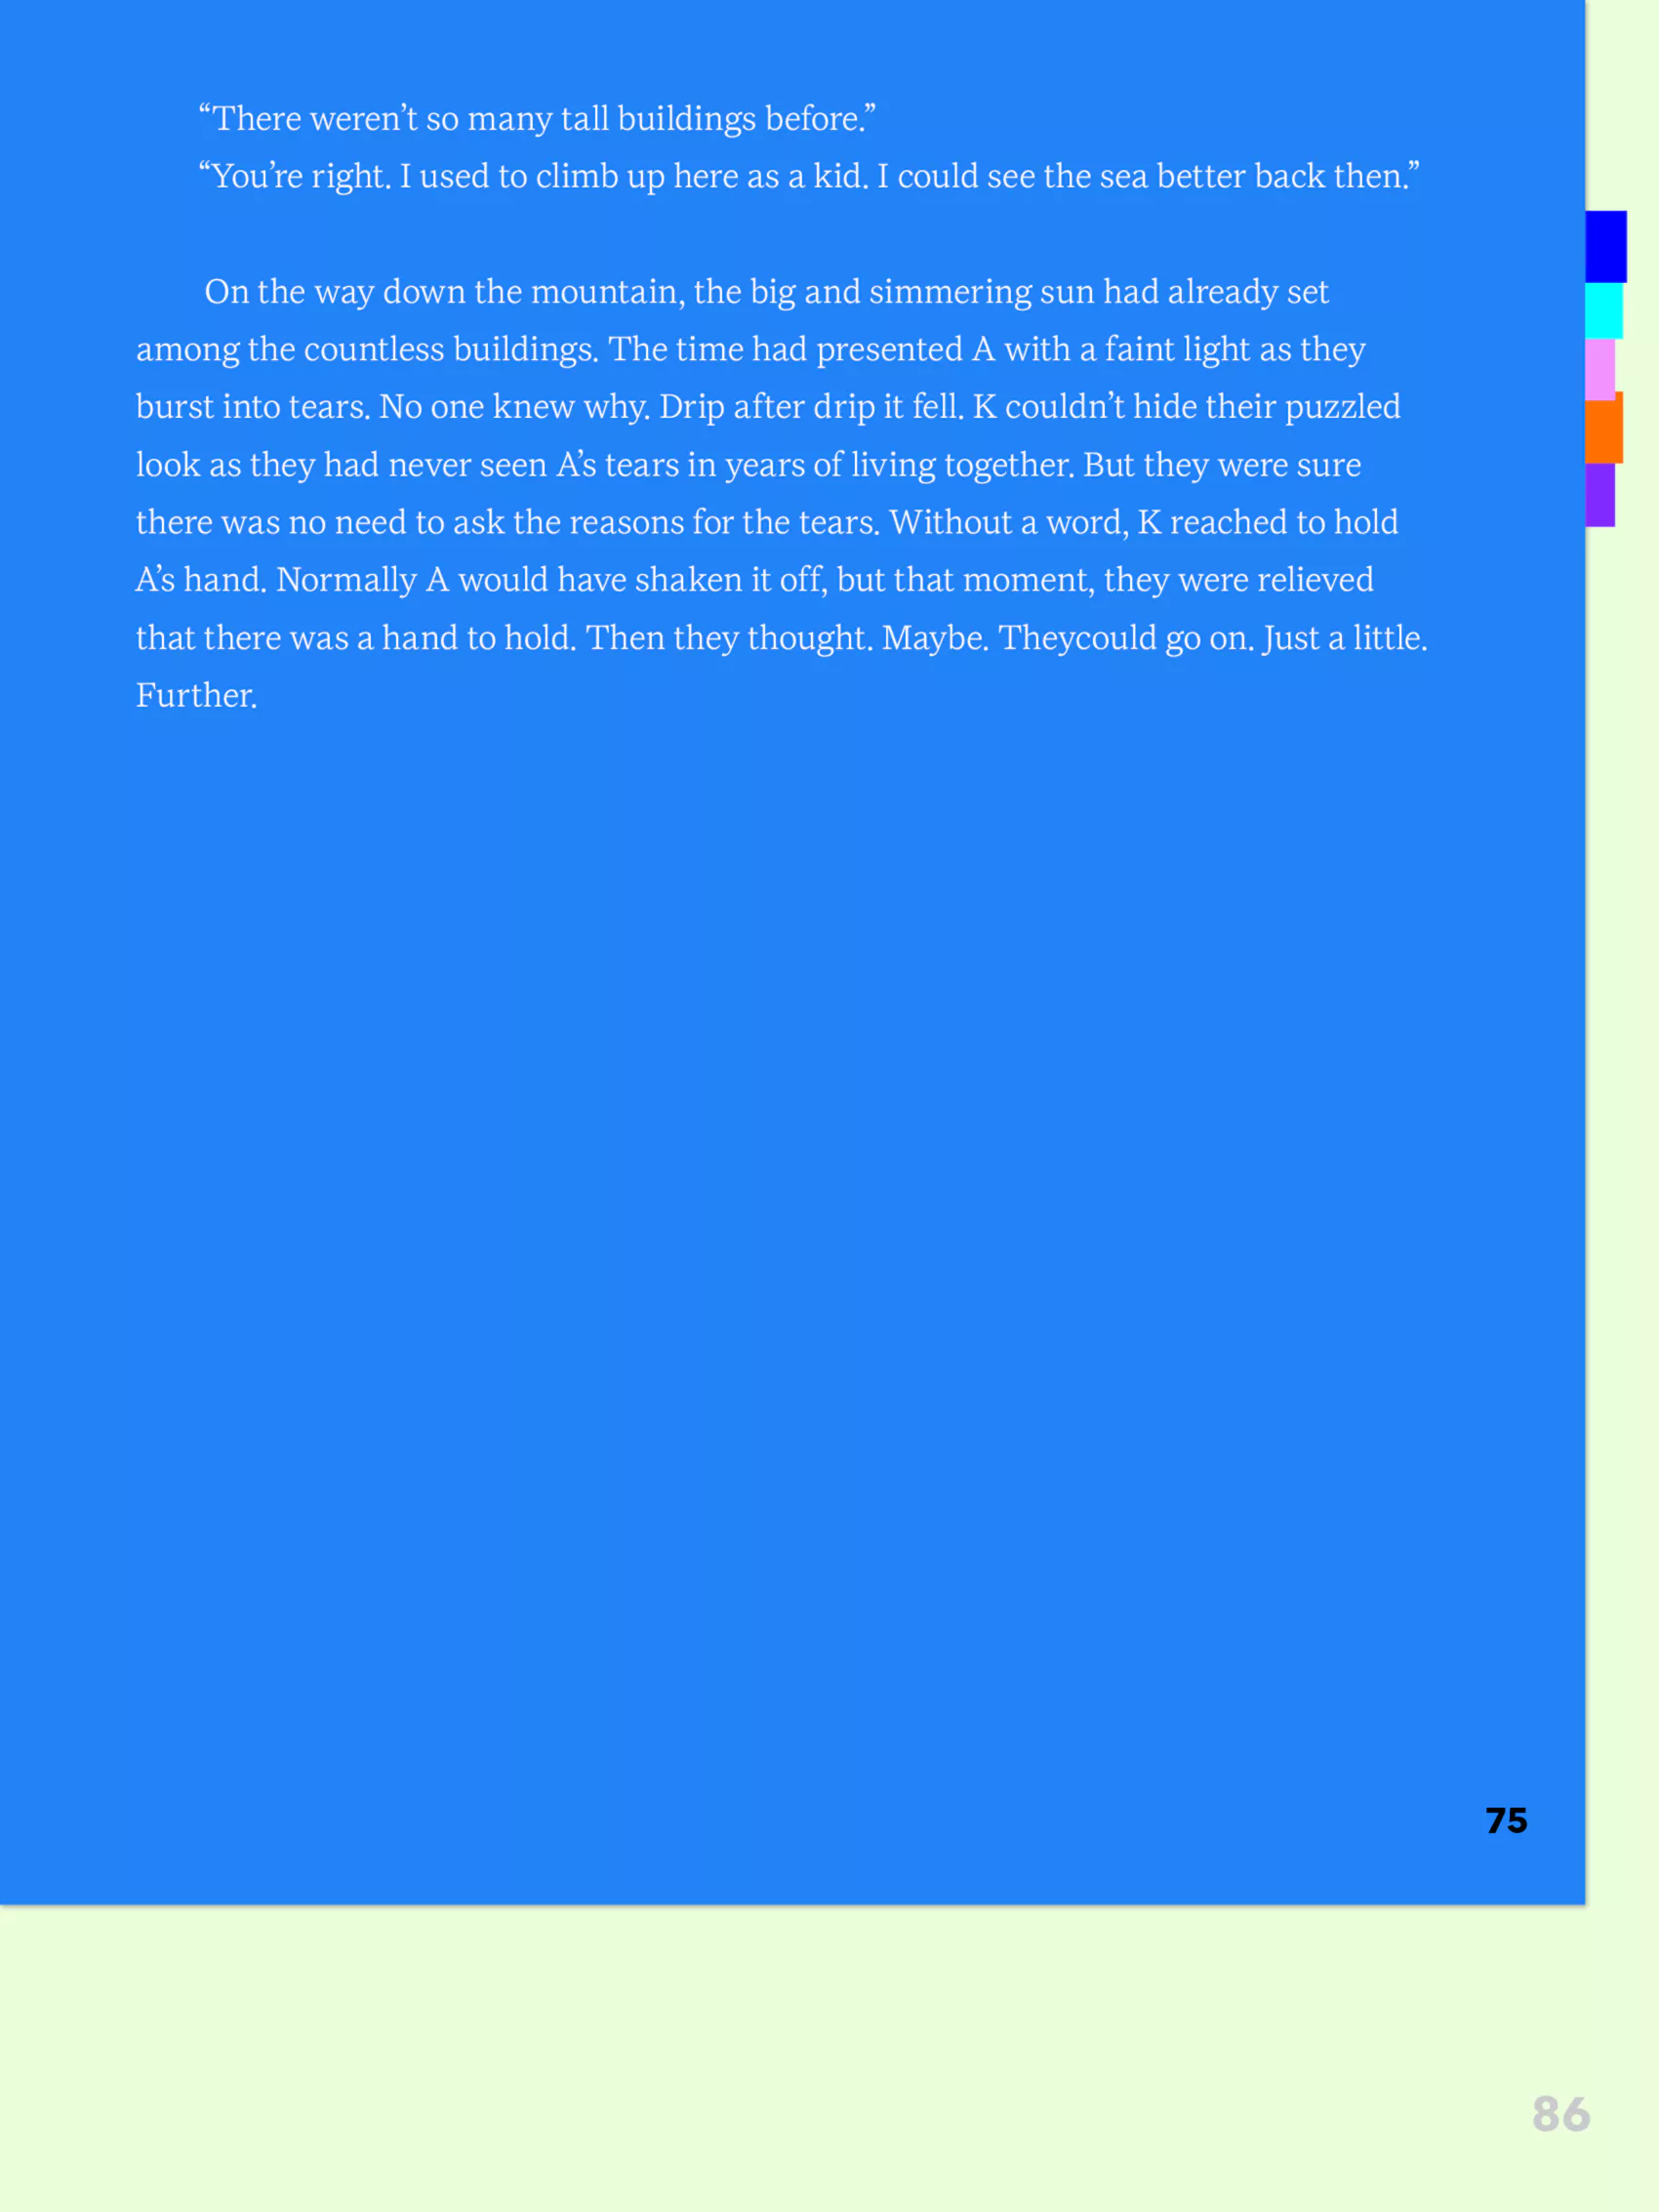 “There weren’t so many tall buildings before.”
“You’re right. I used to climb up here as a kid. I could see the sea better back then.”
On the way down the mountain, the big and simmering sun had already set
among the countless buildings. The time had presented A with a faint light as they
burst into tears. No one knew why. Drip after drip it fell. K couldn’t hide their puzzled
look as they had never seen A’s tears in years of living together. But they were sure
there was no need to ask the reasons for the tears. Without a word, K reached to hold
A’s hand. Normally A would have shaken it off, but that moment, they were relieved
that there was a hand to hold. Then they thought. Maybe. Theycould go on. Just a little.
Further.
75
86